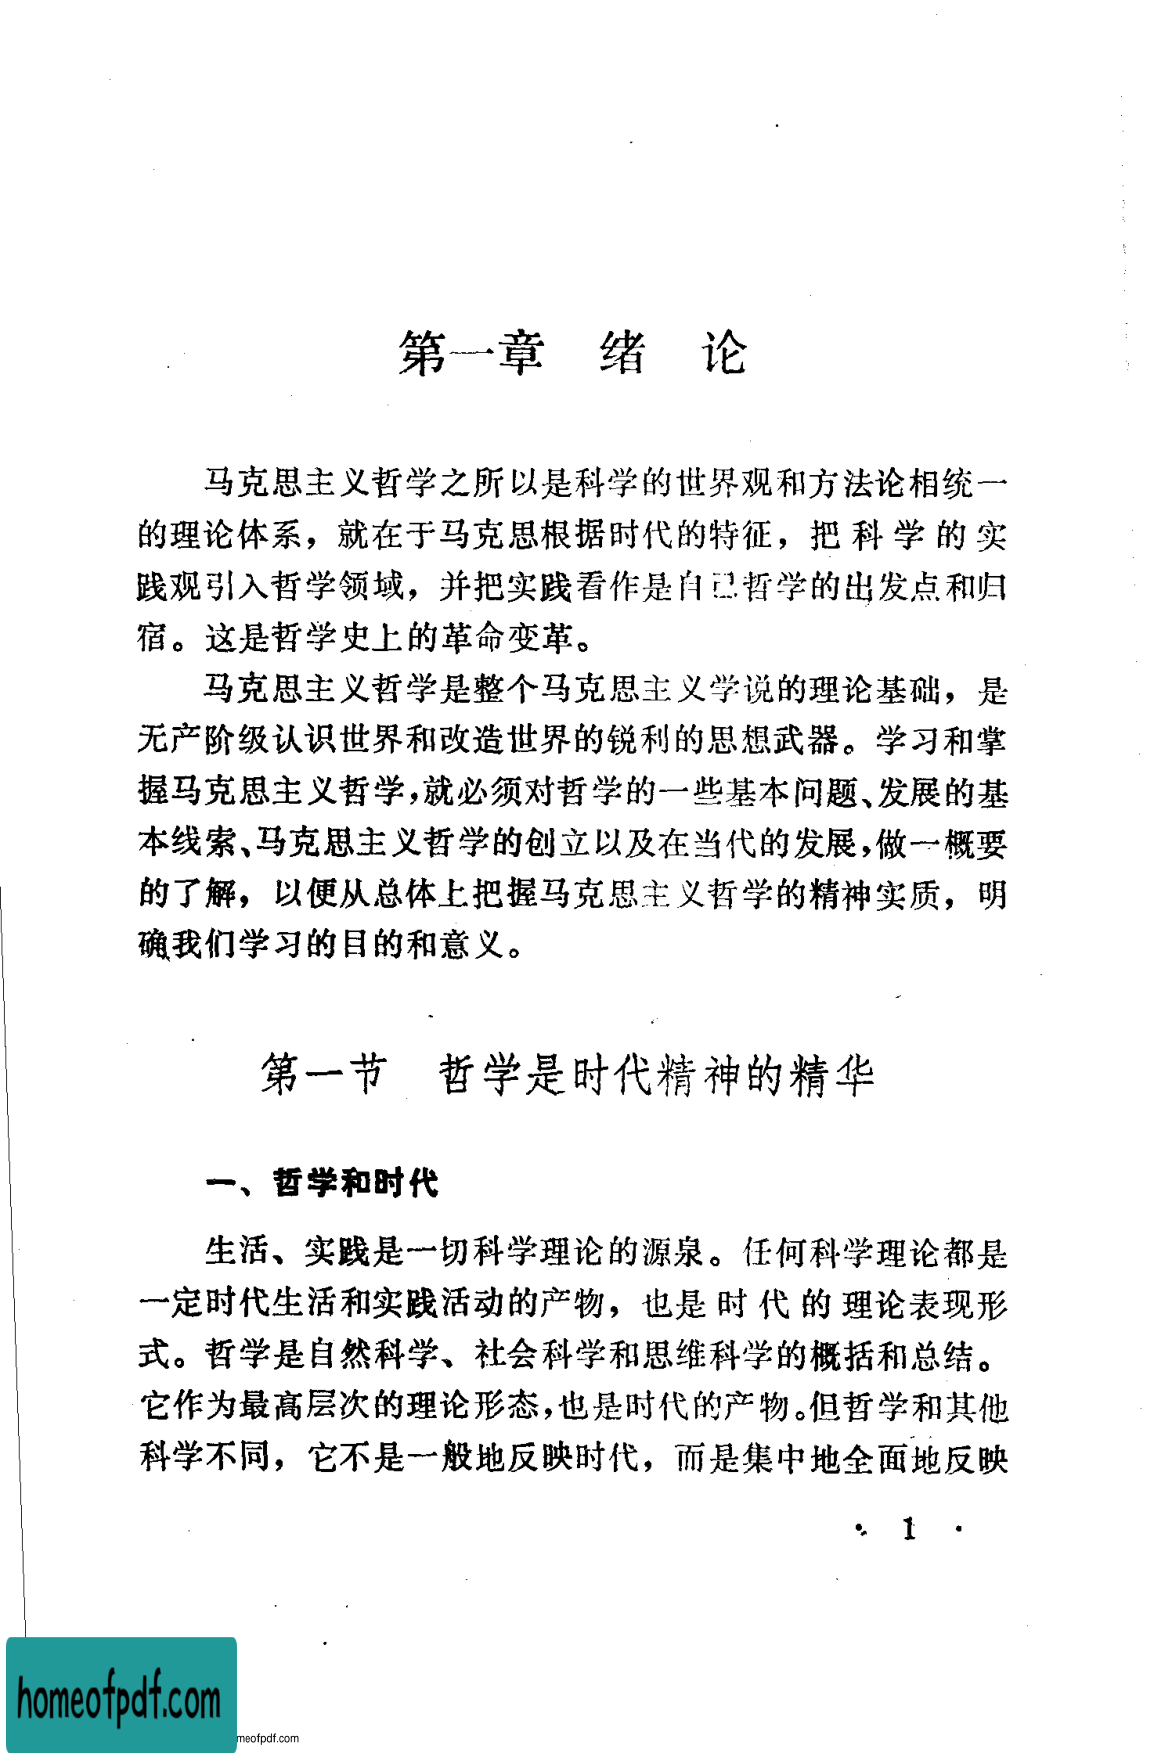 第一章 绪 论
马克思主义哲学之所以是科学的世界观和方法论相统一
的理论体系，就在于马克思根据时代的特征，把科学的实
践观引入哲学领域，并把实践看作是自己哲学的出发点和归
宿。这是哲学史上的革命变革。
马克思主义哲学是整个马克思主义学说的理论基础，是
无产阶级认识世界和改造世界的锐利的思想武器。学习和掌
握马克思主义哲学，就必须对哲学的一些基本问题、发展的基
本线索、马克思主义哲学的创立以及在当代的发展，做一概要
的了解，以便从总体上把握马克思主义哲学的精神实质，明
确我们学习的目的和意义。
第一节 哲学是时代精神的精华
一、哲学和时代
生活、实践是一切科学理论的源泉。任何科学理论都是
一定时代生活和实践活动的产物，也是时代的理论表现形
式。哲学是自然科学、社会科学和思维科学的概括和总结。
它作为最高层次的理论形态，也是时代的产物。但哲学和其他
科学不同，它不是一般地反映时代，而是集中地全面地反映
· 1 ·
homeofpdf.com
meofpdf.com